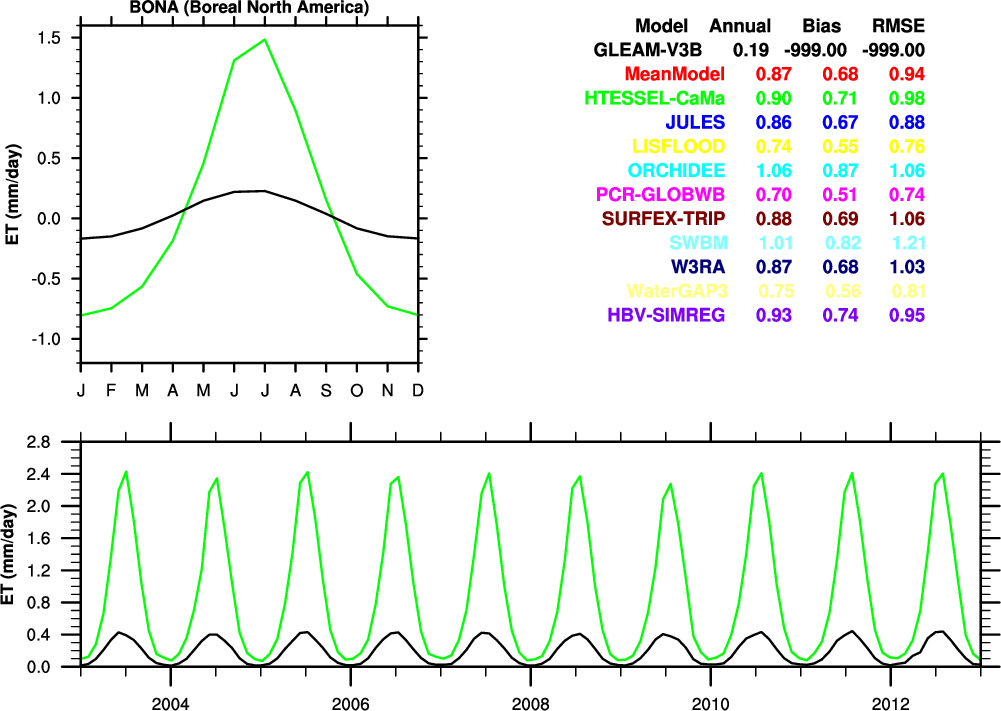 BONA (Boreal North America)
1.5
1.0
0.5
0.0
-0.5
-1.0
ET (mm/day)
J F M A M J J A S O N D
Model Annual Bias RMSE
GLEAM-V3B 0.19 -999.00 -999.00
MeanModel 0.87 0.68 0.94
HTESSEL-CaMa 0.90 0.71 0.98
JULES 0.86 0.67 0.88
LISFLOOD 0.74 0.55 0.76
ORCHIDEE 1.06 0.87 1.06
PCR-GLOBWB 0.70 0.51 0.74
SURFEX-TRIP 0.88 0.69 1.06
SWBM 1.01 0.82 1.21
W3RA 0.87 0.68 1.03
WaterGAP3 0.75 0.56 0.81
HBV-SIMREG 0.93 0.74 0.95
2.8
2.4
2.0
1.6
1.2
0.8
0.4
0.0
ET (mm/day)
2004 2006 2008 2010 2012